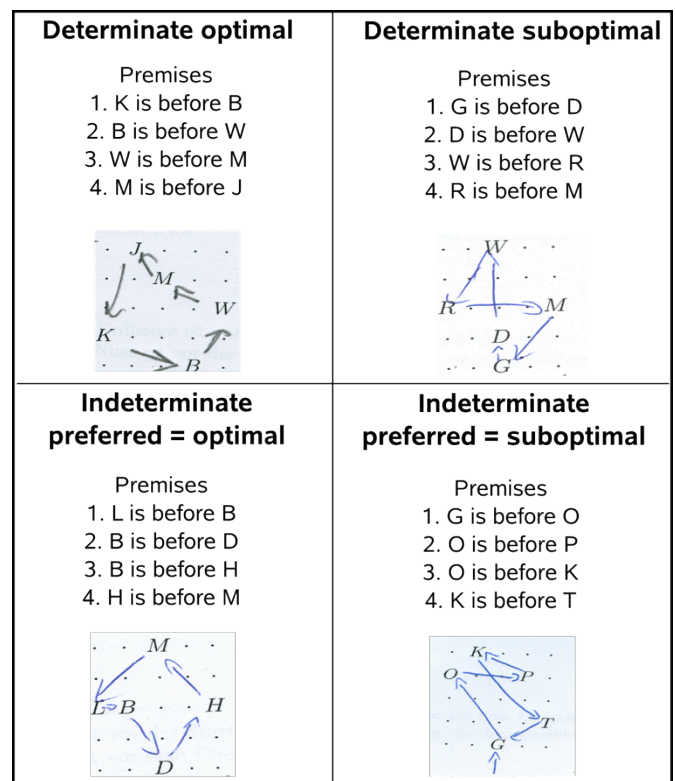 Determinate optimal
Premises
1. K is before B
2. B is before W
3. W is before M
4. M is before J
J
M
W
K
B
Determinate suboptimal
Premises
1. G is before D
2. D is before W
3. W is before R
4. R is before M
W
R M
D
G
Indeterminate
preferred = optimal
Premises
1. L is before B
2. B is before D
3. B is before H
4. H is before M
M
L B H
D
Indeterminate
preferred = suboptimal
Premises
1. G is before O
2. O is before P
3. O is before K
4. K is before T
K
O P
T
G